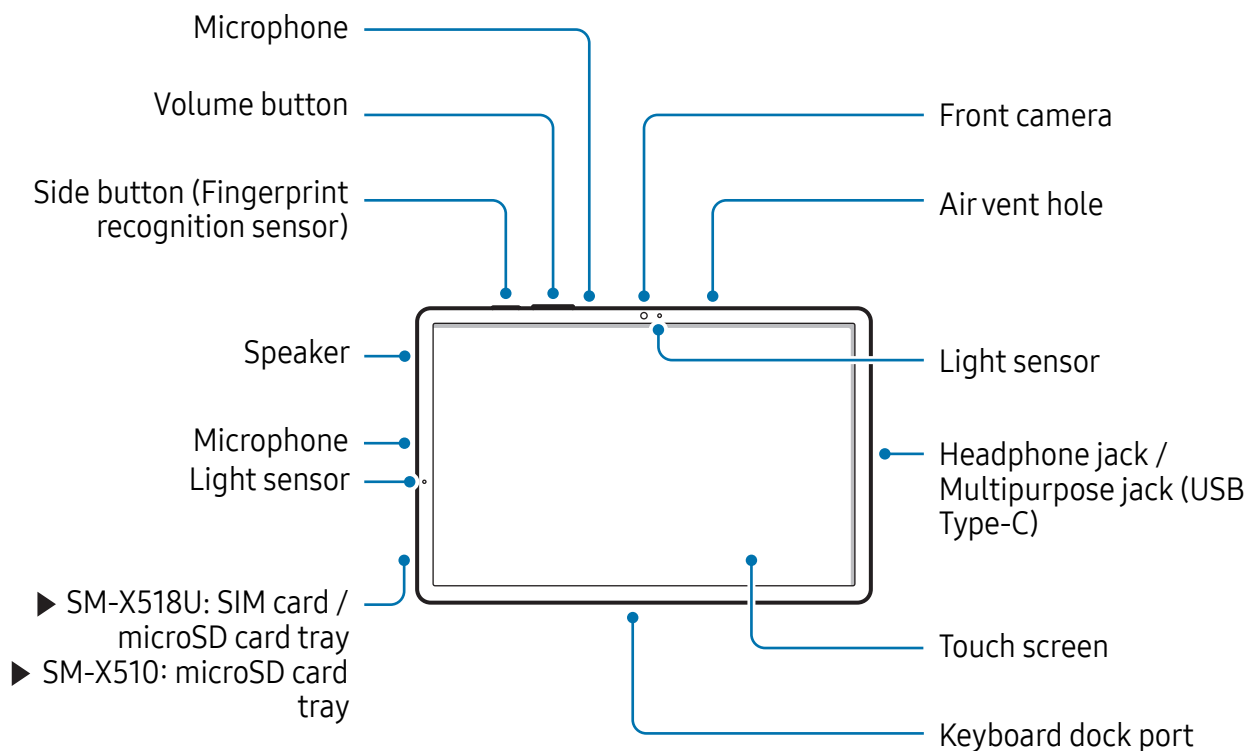 Microphone
Volume button
Side button (Fingerprint
recognition sensor)
Speaker
Microphone
Light sensor
▶ SM-X518U: SIM card /
microSD card tray
▶ SM-X510: microSD card
tray
Front camera
Air vent hole
Light sensor
Headphone jack /
Multipurpose jack (USB
Type-C)
Touch screen
Keyboard dock port